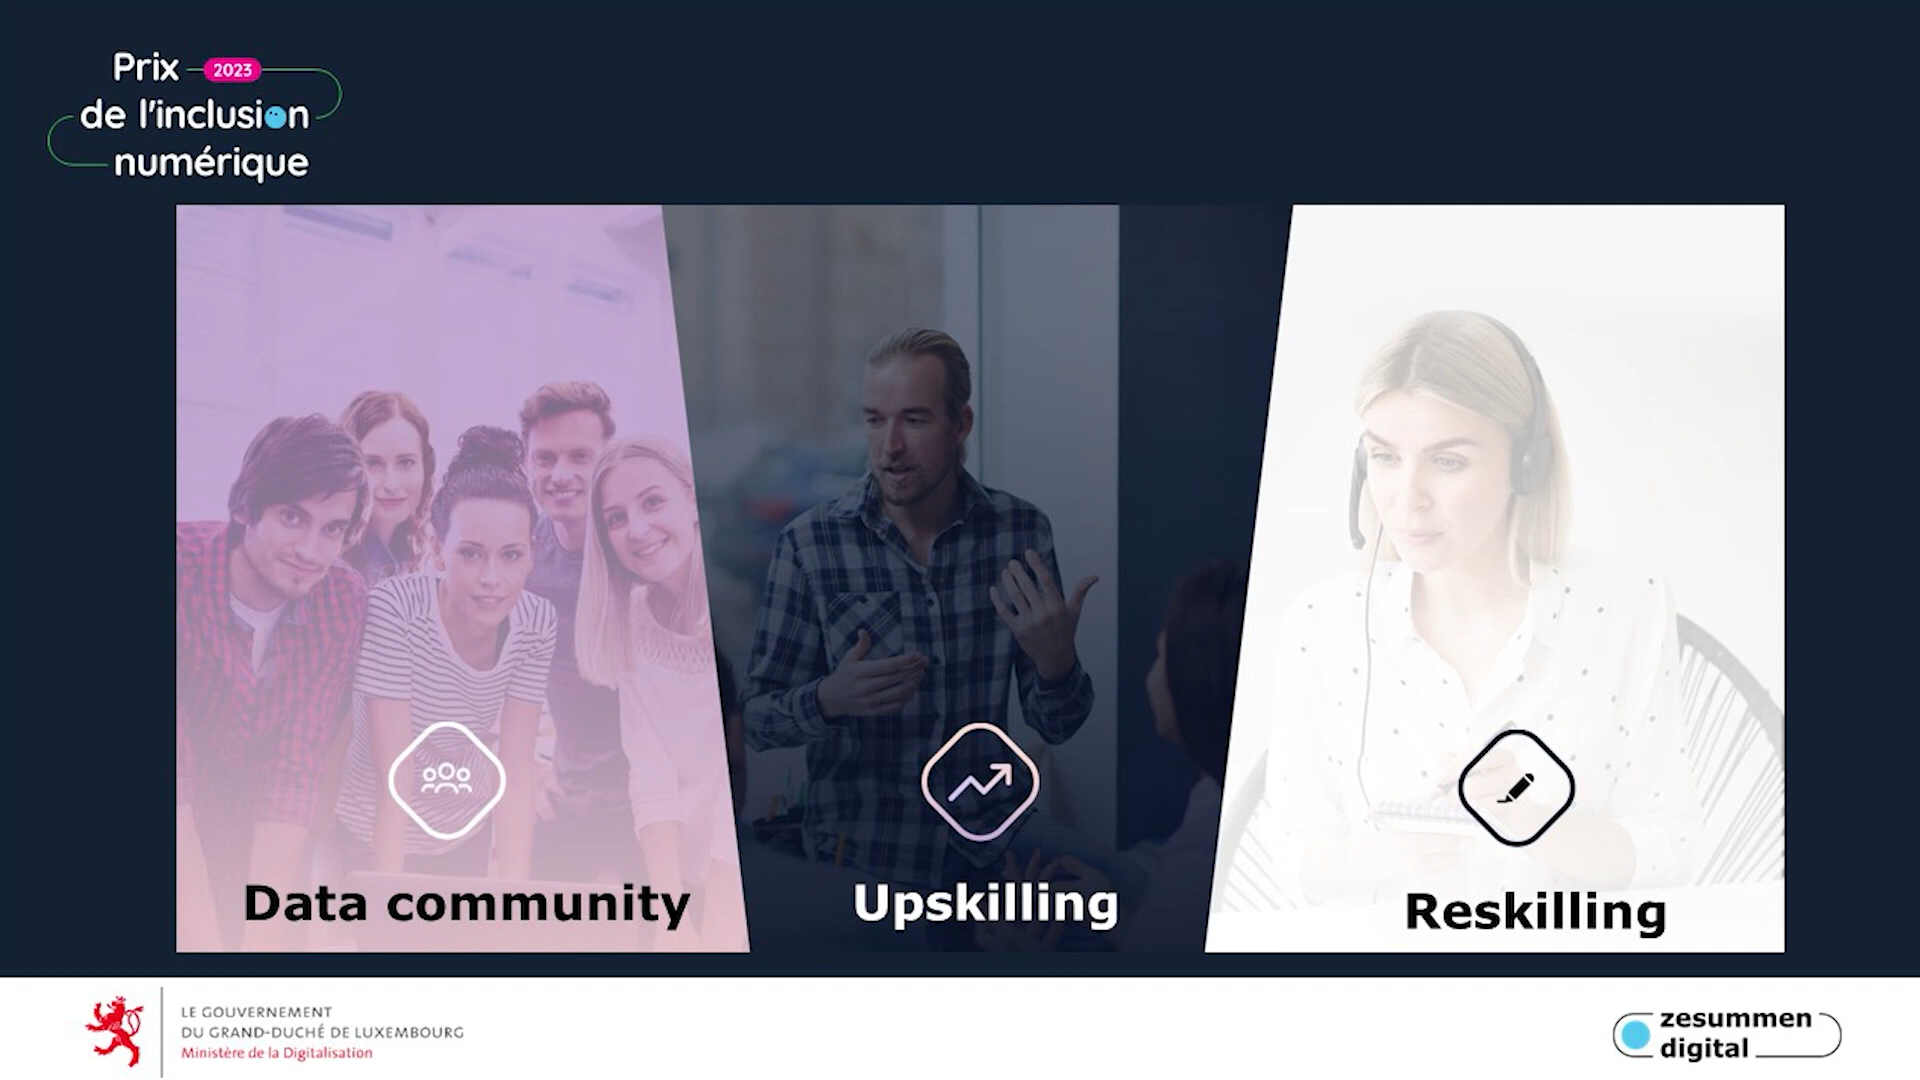 Prix 2023
de l'inclusion
numérique
Data community
Upskilling
Reskilling
LE GOUVERNEMENT
DU GRAND-DUCHÉ DE LUXEMBOURG
Ministère de la Digitalisation
zesummen
digital